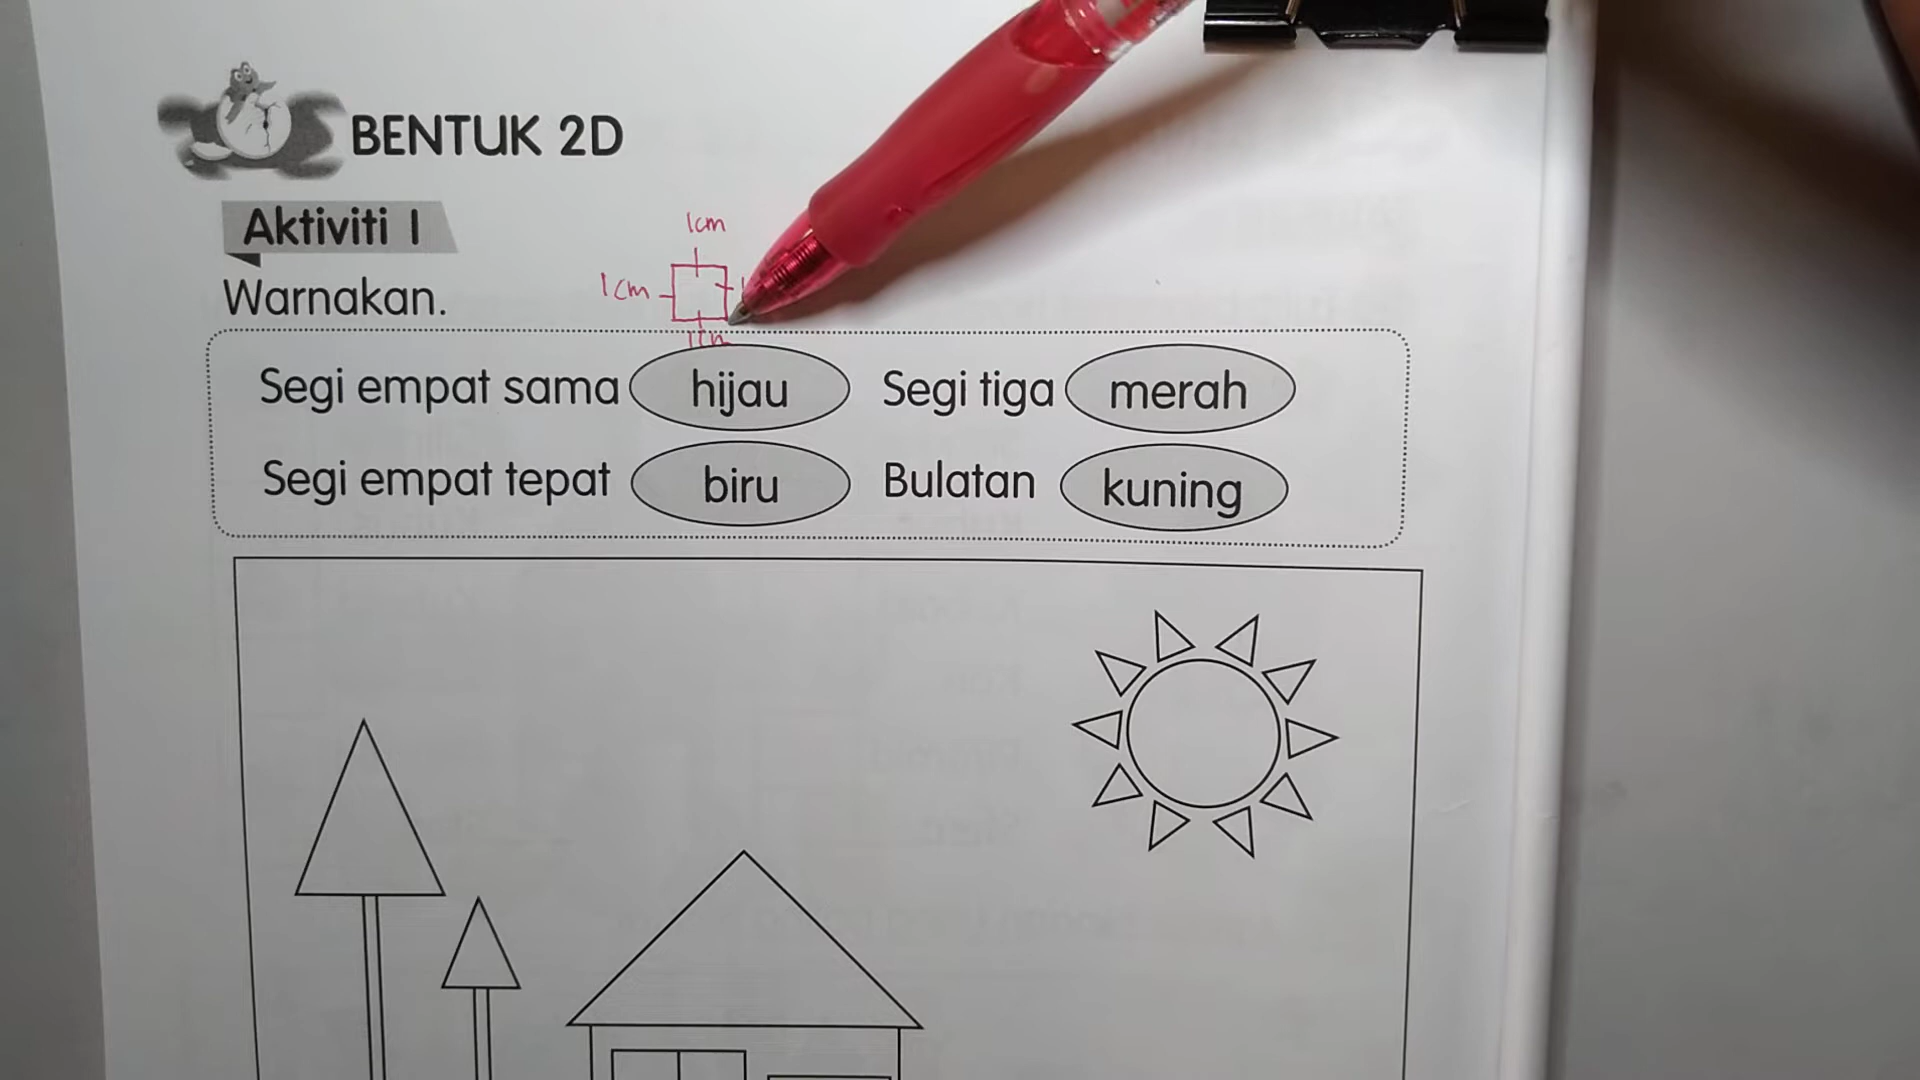 BENTUK 2D
Aktiviti 1
1cm
Warnakan.
1cm
1cm
Segi empat sama hijau Segi tiga merah
Segi empat tepat biru Bulatan kuning